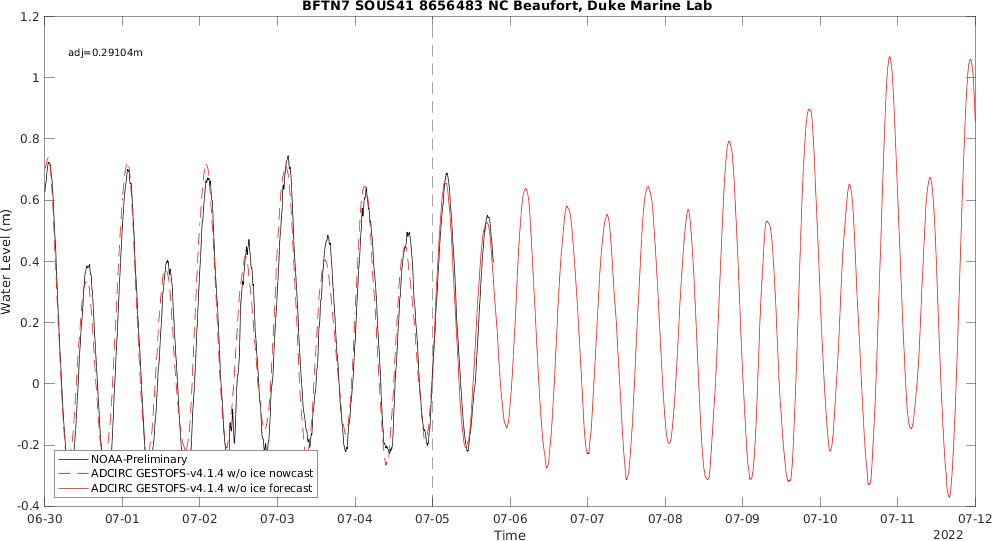 BFTN7 SOUS41 8656483 NC Beaufort, Duke Marine Lab
1.2
adj=0.29104m
1
0.8
0.6
Water Level (m)
0.4
0.2
0
-0.2
NOAA-Preliminary
ADCIRC GESTOFS-v4.1.4 w/o ice nowcast
ADCIRC GESTOFS-v4.1.4 w/o ice forecast
-0.4
06-30 07-01 07-02 07-03 07-04 07-05 07-06 07-07 07-08 07-09 07-10 07-11 07-12
Time
2022